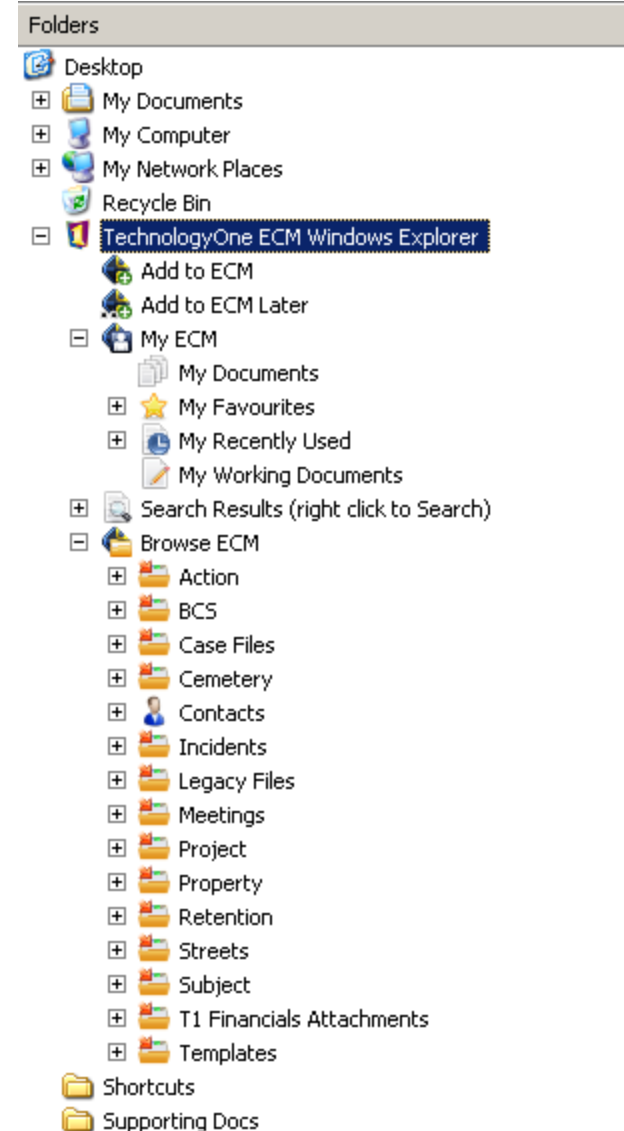 Folders
Desktop
My Documents
My Computer
My Network Places
Recycle Bin
TechnologyOne ECM Windows Explorer
Add to ECM
Add to ECM Later
My ECM
My Documents
My Favourites
My Recently Used
My Working Documents
Search Results (right click to Search)
Browse ECM
Action
BCS
Case Files
Cemetery
Contacts
Incidents
Legacy Files
Meetings
Project
Property
Retention
Streets
Subject
T1 Financials Attachments
Templates
Shortcuts
Supporting Docs